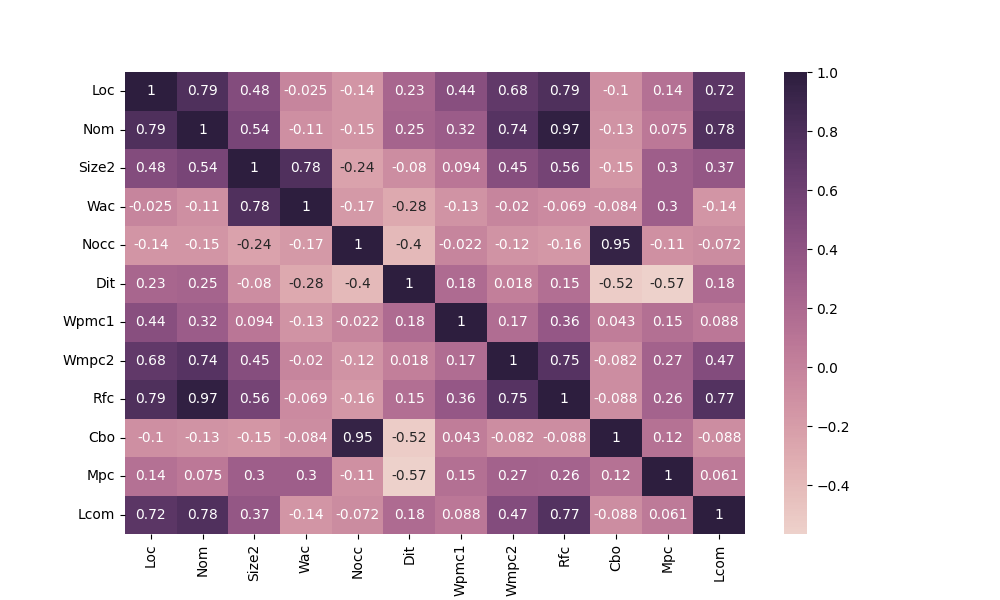 Loc 1 0.79 0.48 -0.025 -0.14 0.23 0.44 0.68 0.79 -0.1 0.14 0.72
Nom 0.79 1 0.54 -0.11 -0.15 0.25 0.32 0.74 0.97 -0.13 0.075 0.78
Size2 0.48 0.54 1 0.78 -0.24 -0.08 0.094 0.45 0.56 -0.15 0.3 0.37
Wac -0.025 -0.11 0.78 1 -0.17 -0.28 -0.13 -0.02 -0.069 -0.084 0.3 -0.14
Nocc -0.14 -0.15 -0.24 -0.17 1 -0.4 -0.022 -0.12 -0.16 0.95 -0.11 -0.072
Dit 0.23 0.25 -0.08 -0.28 -0.4 1 0.18 0.018 0.15 -0.52 -0.57 0.18
Wpmc1 0.44 0.32 0.094 -0.13 -0.022 0.18 1 0.17 0.36 0.043 0.15 0.088
Wmpc2 0.68 0.74 0.45 -0.02 -0.12 0.018 0.17 1 0.75 -0.082 0.27 0.47
Rfc 0.79 0.97 0.56 -0.069 -0.16 0.15 0.36 0.75 1 -0.088 0.26 0.77
Cbo -0.1 -0.13 -0.15 -0.084 0.95 -0.52 0.043 -0.082 -0.088 1 0.12 -0.088
Mpc 0.14 0.075 0.3 0.3 -0.11 -0.57 0.15 0.27 0.26 0.12 1 0.061
Lcom 0.72 0.78 0.37 -0.14 -0.072 0.18 0.088 0.47 0.77 -0.088 0.061 1
Loc Nom Size2 Wac Nocc Dit Wpmc1 Wmpc2 Rfc Cbo Mpc Lcom
1.0
0.8
0.6
0.4
0.2
0.0
−0.2
−0.4